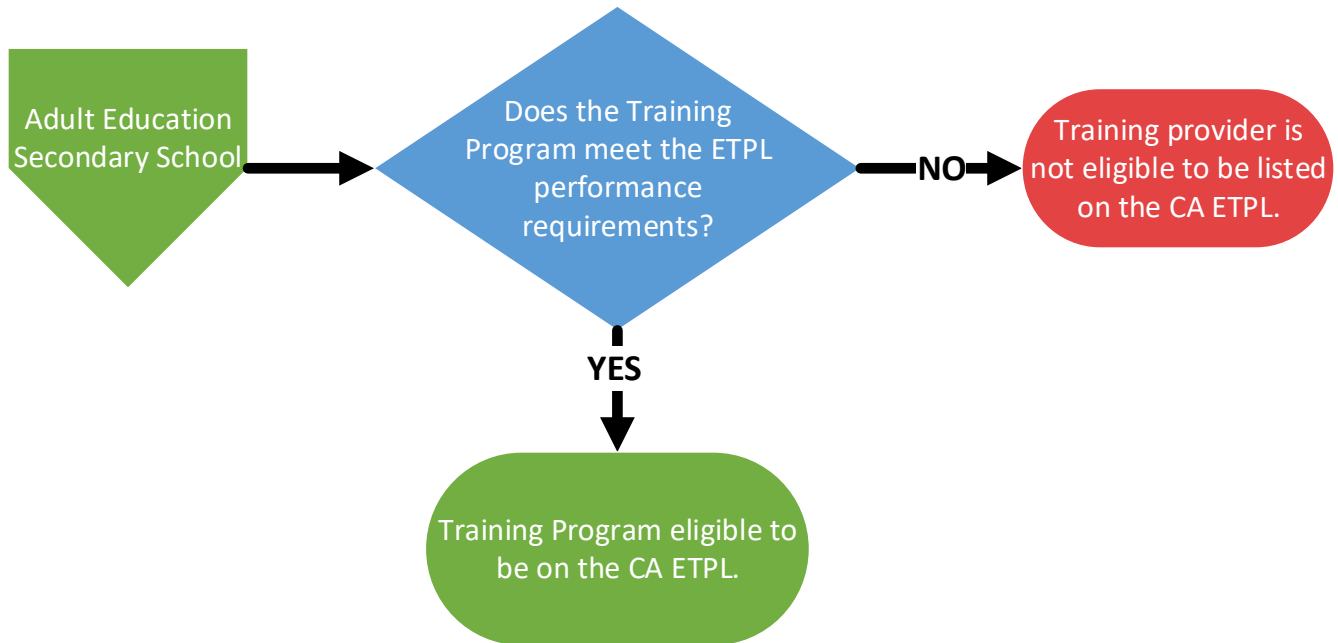 Adult Education
Secondary School
Does the Training
Program meet the ETPL
performance
requirements?
NO
Training provider is
not eligible to be listed
on the CA ETPL.
YES
Training Program eligible to
be on the CA ETPL.